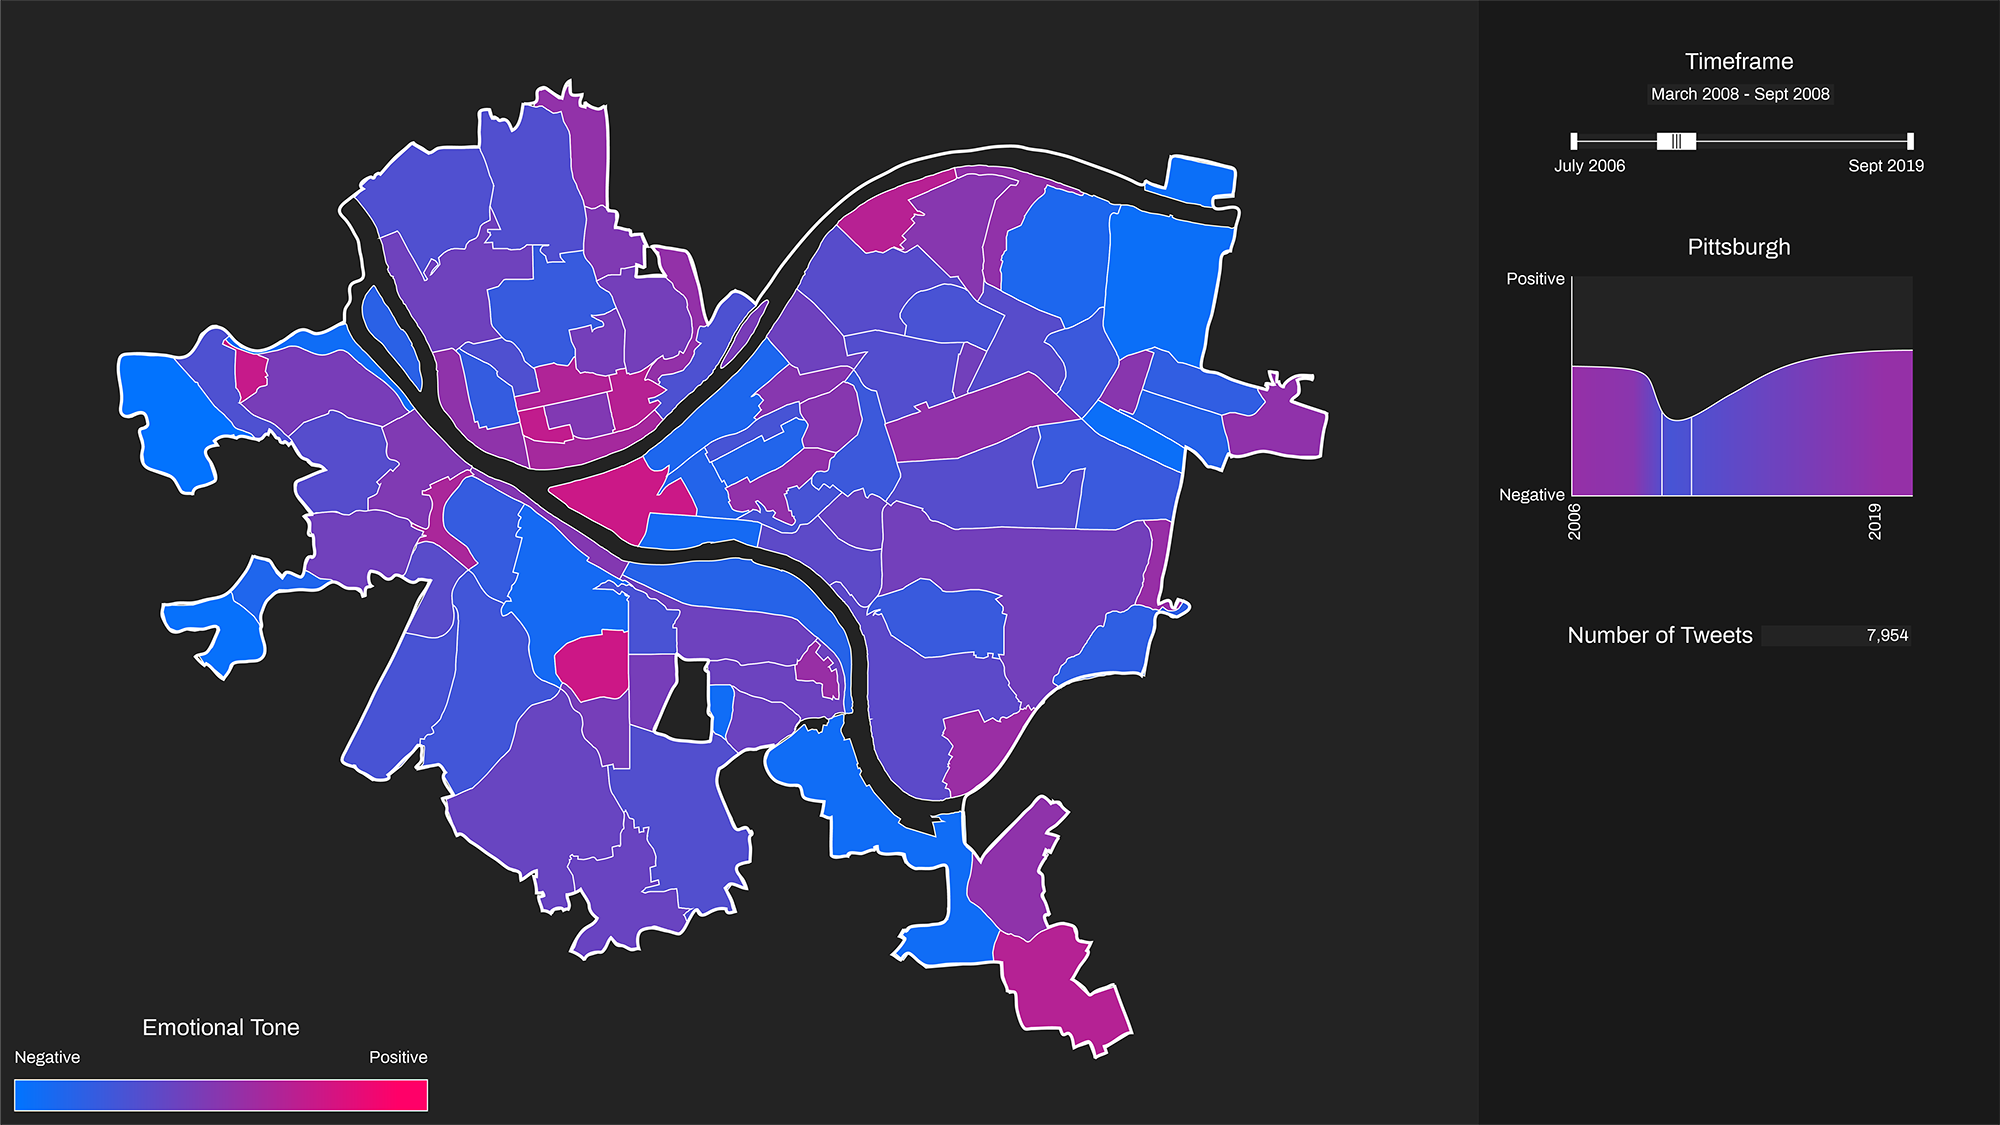 Timeframe
March 2008 - Sept 2008
July 2006
Sept 2019
Pittsburgh
Positive
Negative
2006
2019
Number of Tweets 7,954
Emotional Tone
Negative
Positive